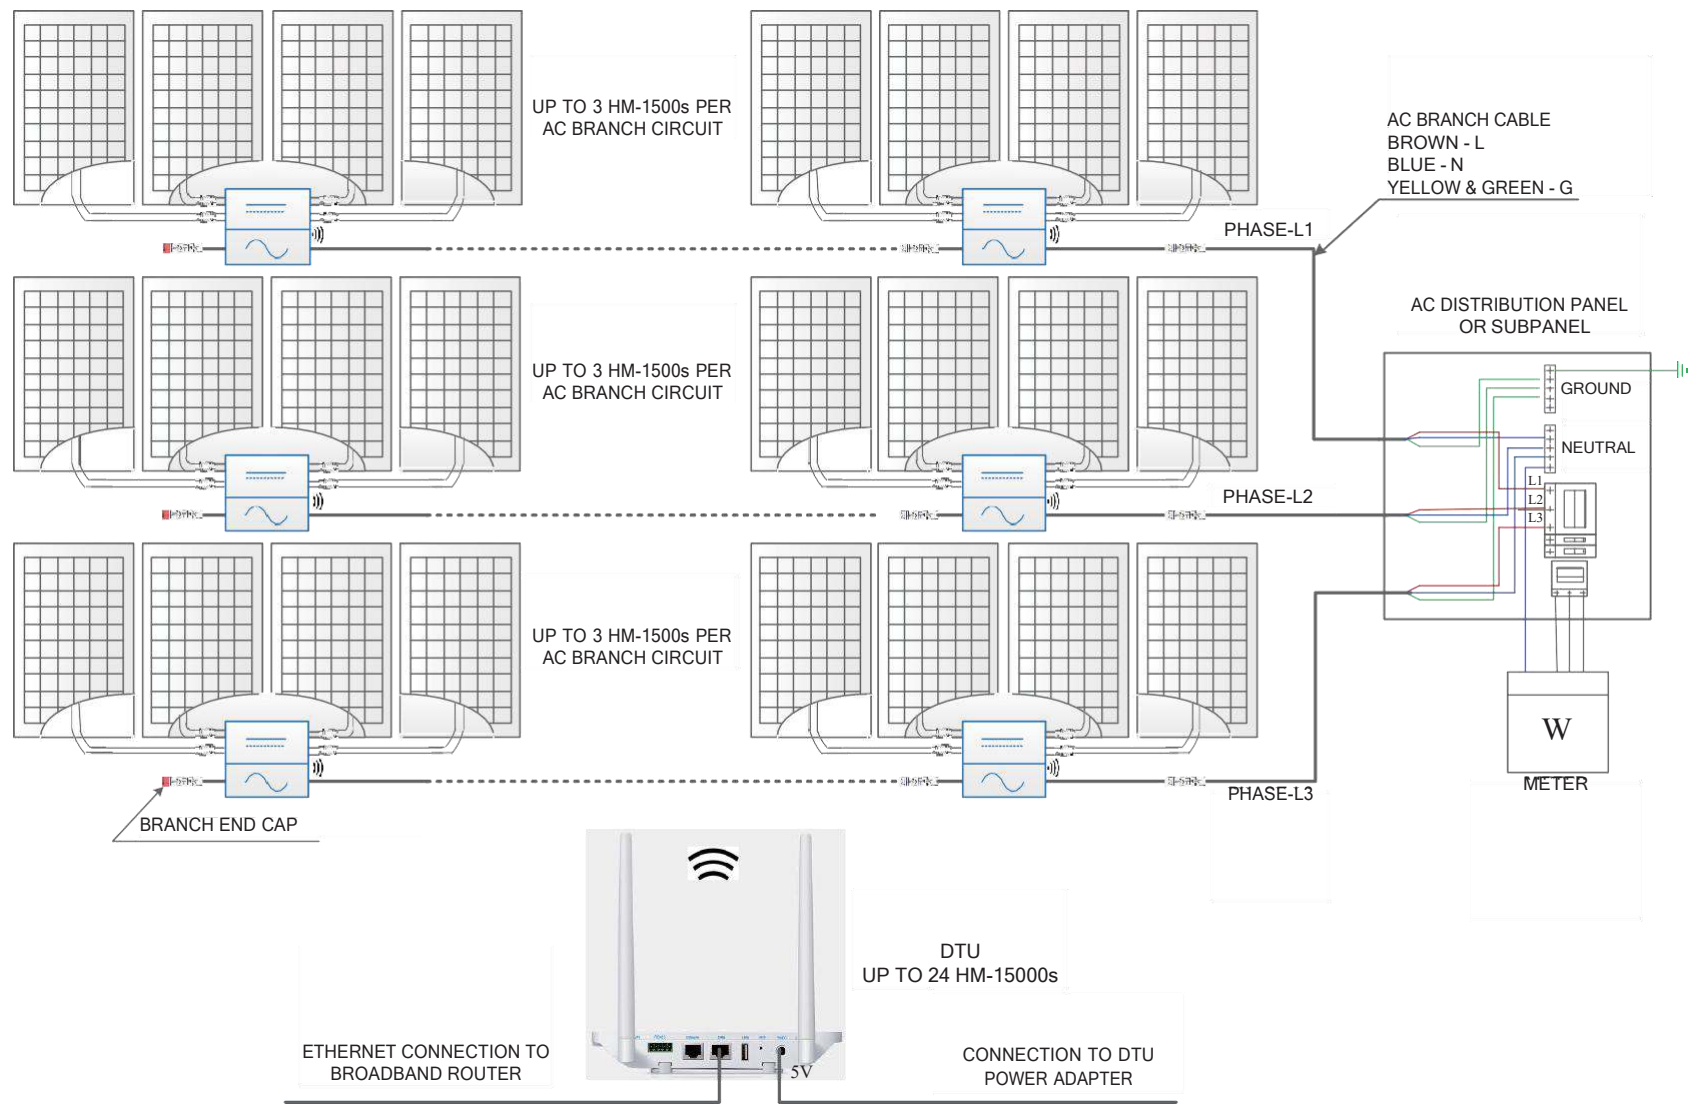 UP TO 3 HM-1500s PER
AC BRANCH CIRCUIT
AC BRANCH CABLE
BROWN - L
BLUE - N
YELLOW & GREEN - G
PHASE-L1
AC DISTRIBUTION PANEL
OR SUBPANEL
UP TO 3 HM-1500s PER
AC BRANCH CIRCUIT
GROUND
NEUTRAL
L1
L2
L3
PHASE-L2
UP TO 3 HM-1500s PER
AC BRANCH CIRCUIT
W
METER
PHASE-L3
BRANCH END CAP
DTU
UP TO 24 HM-15000s
ETHERNET CONNECTION TO
BROADBAND ROUTER
5V
CONNECTION TO DTU
POWER ADAPTER